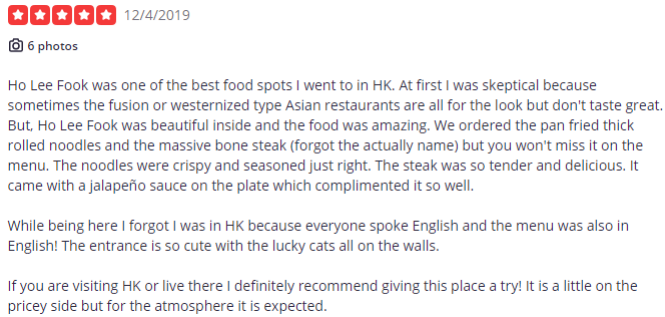 12/4/2019
6 photos
Ho Lee Fook was one of the best food spots I went to in HK. At first I was skeptical because
sometimes the fusion or westernized type Asian restaurants are all for the look but don't taste great.
But, Ho Lee Fook was beautiful inside and the food was amazing. We ordered the pan fried thick
rolled noodles and the massive bone steak (forgot the actually name) but you won't miss it on the
menu. The noodles were crispy and seasoned just right. The steak was so tender and delicious. It
came with a jalapeño sauce on the plate which complimented it so well.
While being here I forgot I was in HK because everyone spoke English and the menu was also in
English! The entrance is so cute with the lucky cats all on the walls.
If you are visiting HK or live there I definitely recommend giving this place a try! It is a little on the
pricey side but for the atmosphere it is expected.